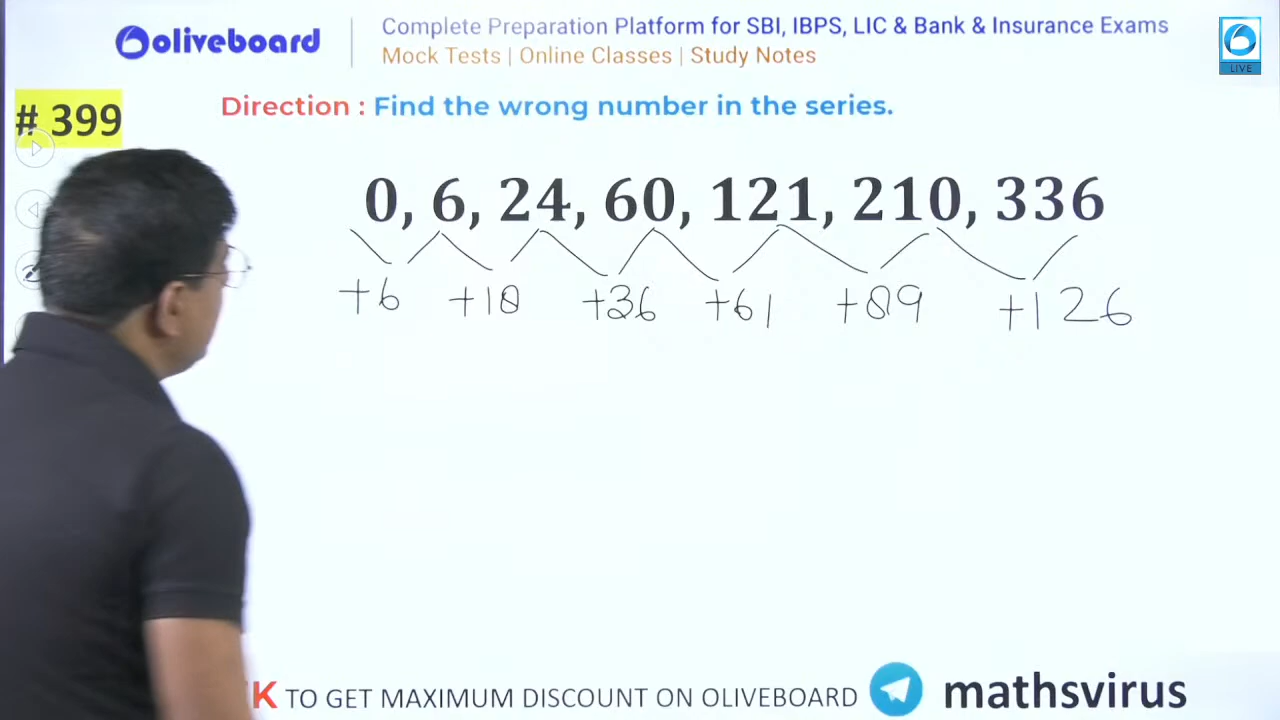 oliveboard
Complete Preparation Platform for SBI, IBPS, LIC & Bank & Insurance Exams
Mock Tests | Online Classes | Study Notes
LIVE
# 399
Direction : Find the wrong number in the series.
0, 6, 24, 60, 121, 210, 336
+6 +18 +36 +61 +89 +126
K TO GET MAXIMUM DISCOUNT ON OLIVEBOARD
mathsvirus